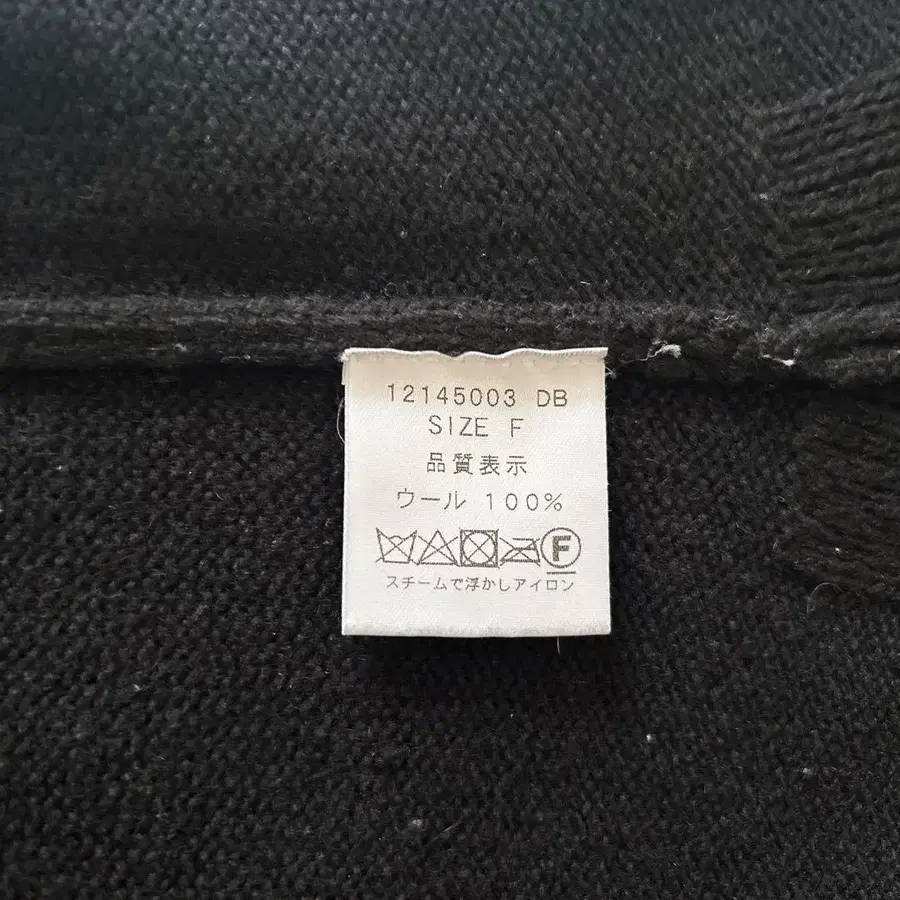 12145003 DB
SIZE F
品質表示
ウール 100%
F
スチームで浮かしアイロン